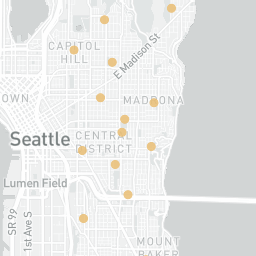 CAPITOL
HILL
E Madison St
OWN
MADRONA
Seattle
CENTRAL
DISTRICT
Lumen Field
SR 99
1st Ave S
MOUNT
BAKER